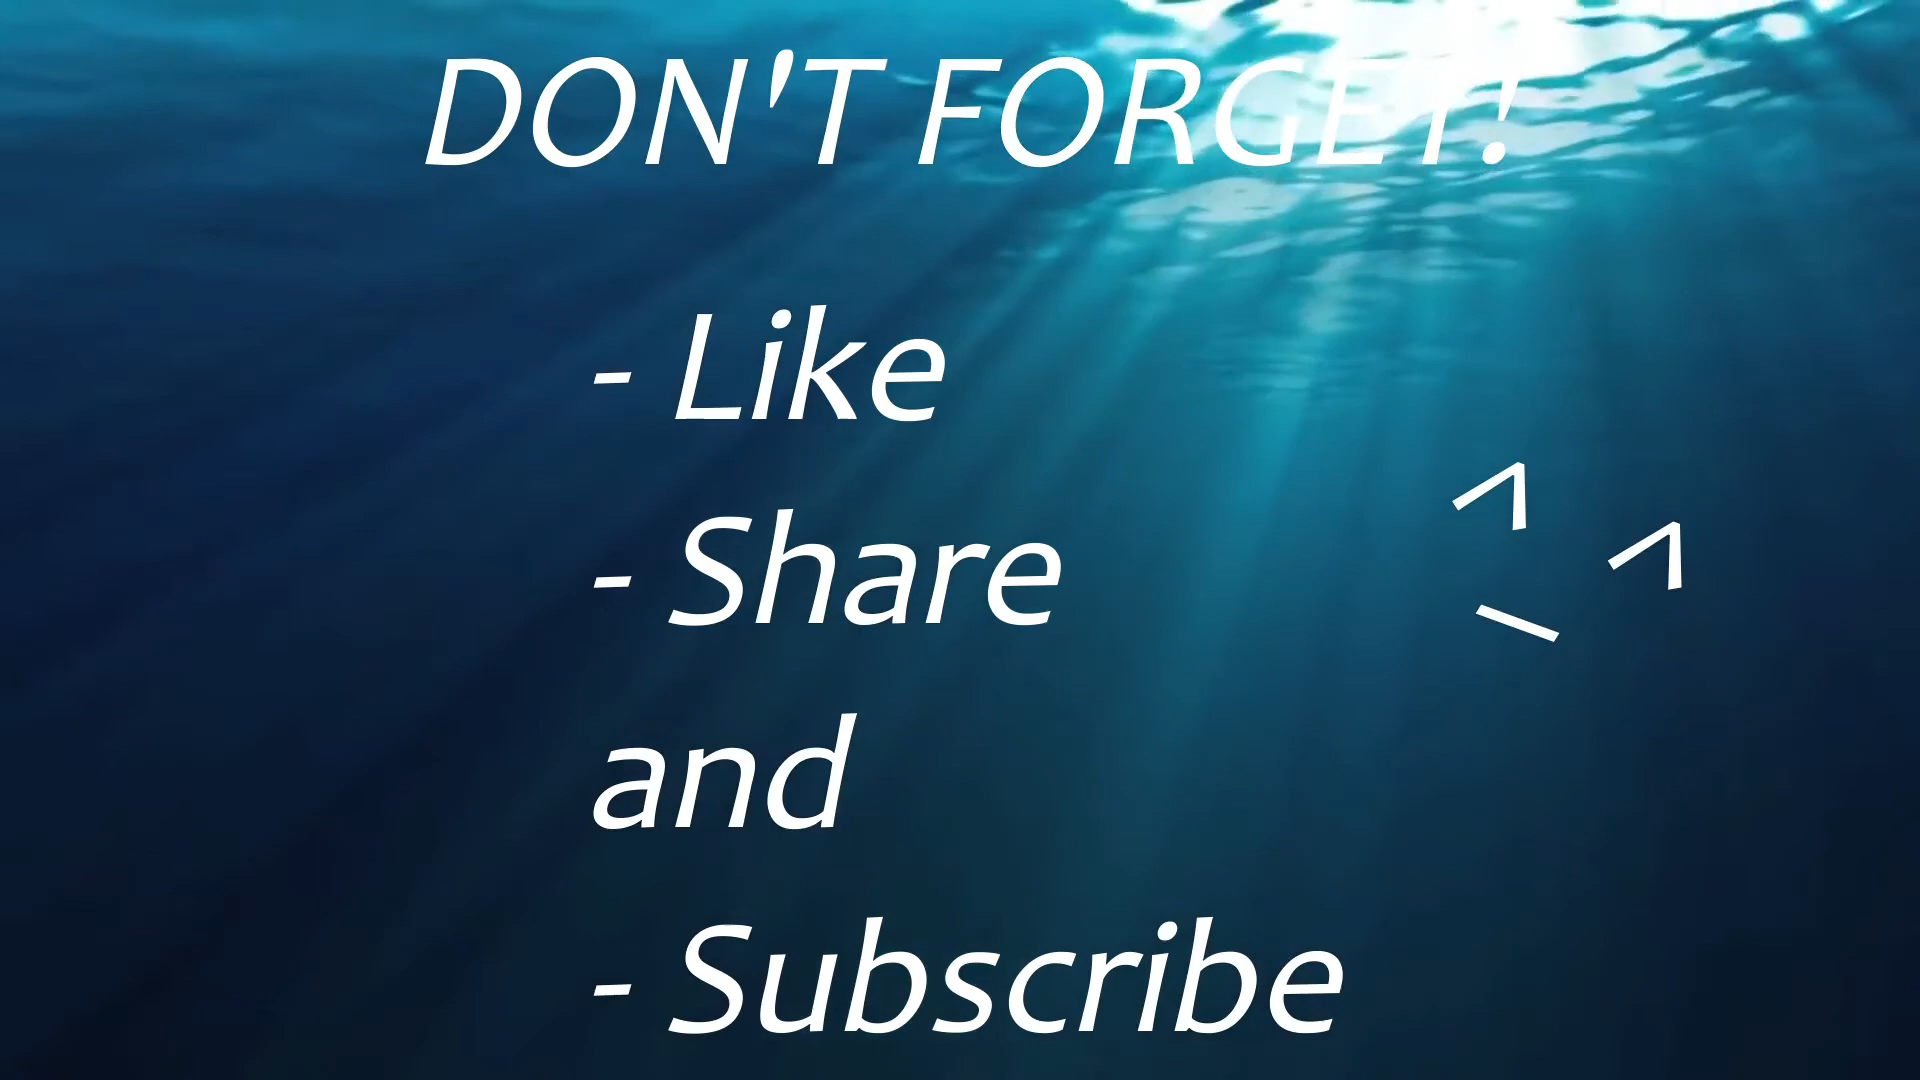 DON'T FORGET!
- Like
- Share
and
- Subscribe
^_^